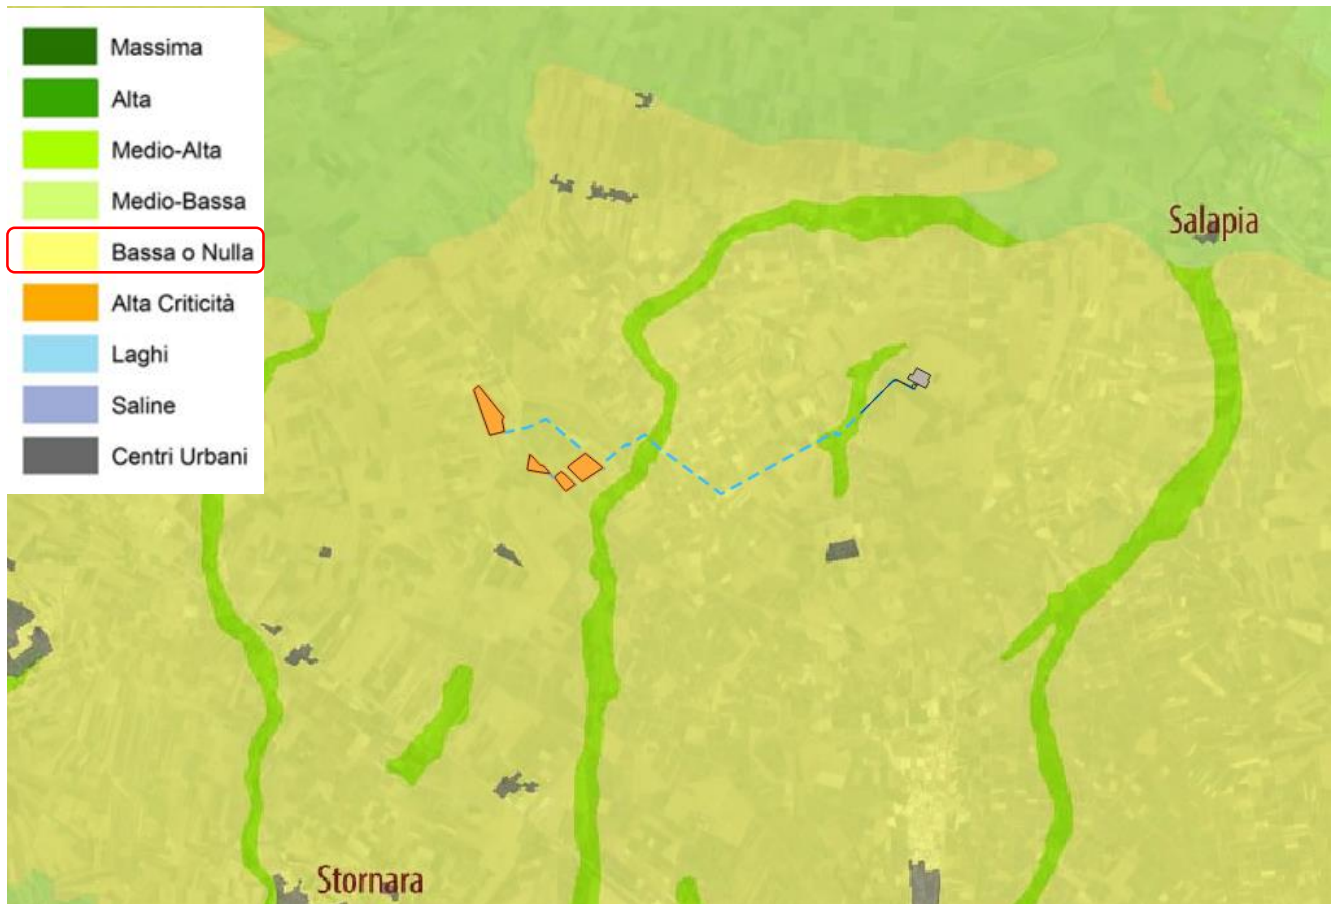 Massima
Alta
Medio-Alta
Medio-Bassa
Bassa o Nulla
Alta Criticità
Laghi
Saline
Centri Urbani
Salapia
Stornara